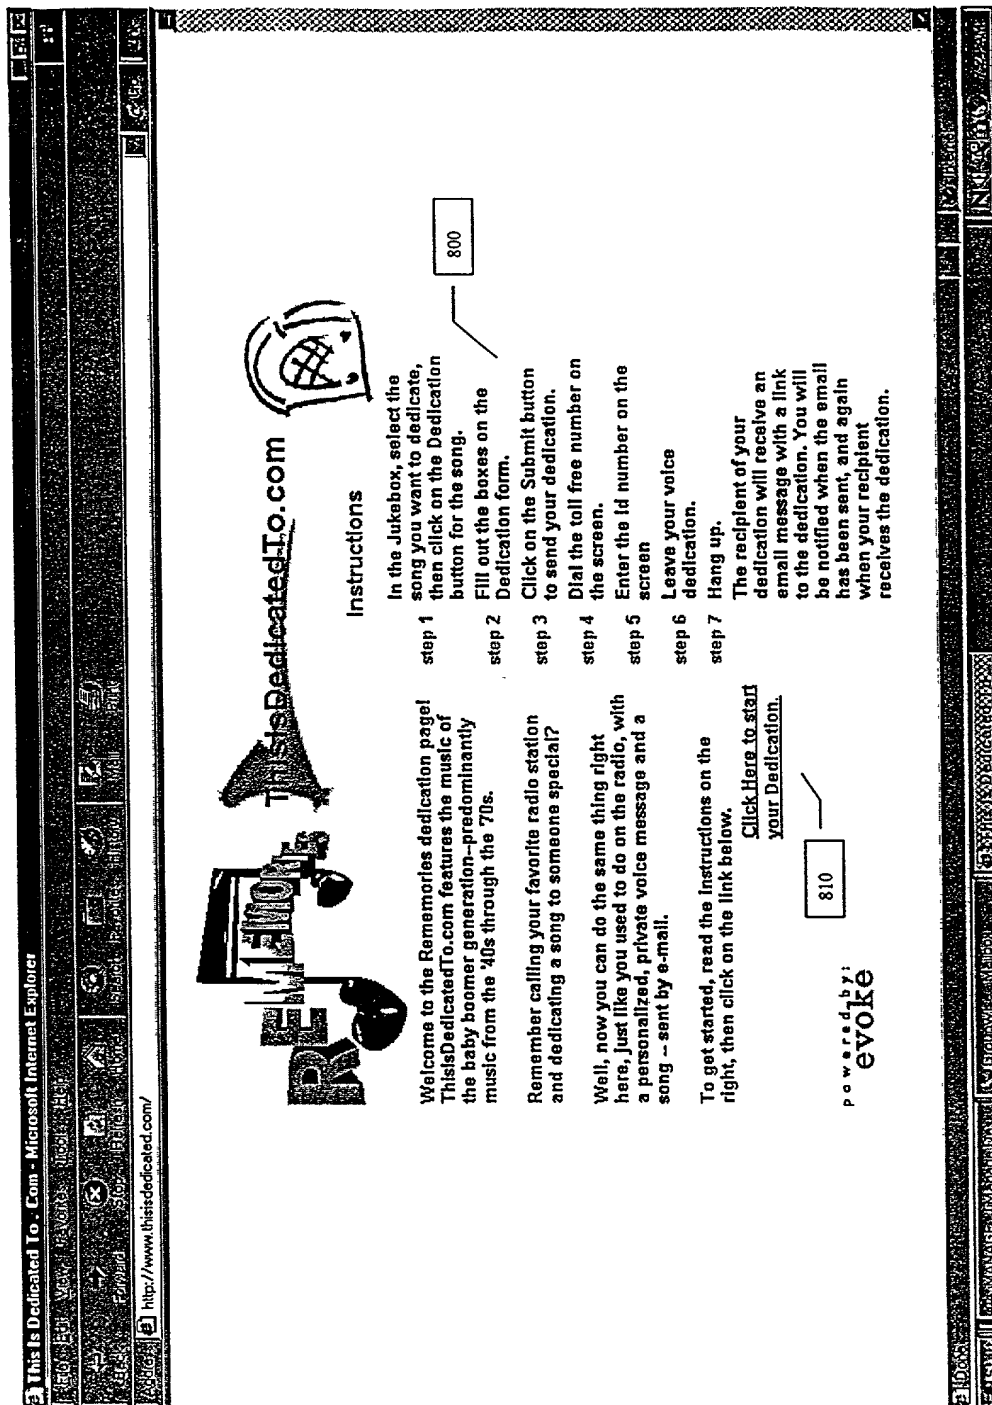 This Is Dedicated To . Com - Microsoft Internet Explorer
File Edit View Favorites Tools Help
Forward
Stop
Address
http://www.thisisdedicated.com/
REMEMORIES
ThisIsDedicatedTo.com
Welcome to the Rememories dedication page!
ThisIsDedicatedTo.com features the music of
the baby boomer generation--predominantly
music from the '40s through the 70s.
Remember calling your favorite radio station
and dedicating a song to someone special?
Well, now you can do the same thing right
here, just like you used to do on the radio, with
a personalized, private voice message and a
song -- sent by e-mail.
To get started, read the instructions on the
right, then click on the link below.
Click Here to start
your Dedication.
810
powered by:
evoke
Instructions
step 1
In the Jukebox, select the
song you want to dedicate,
then click on the Dedication
button for the song.
step 2
Fill out the boxes on the
Dedication form.
step 3
Click on the Submit button
to send your dedication.
step 4
Dial the toll free number on
the screen.
step 5
Enter the id number on the
screen
step 6
Leave your voice
dedication.
step 7
Hang up.
The recipient of your
dedication will receive an
email message with a link
to the dedication. You will
be notified when the email
has been sent, and again
when your recipient
receives the dedication.
800
Done